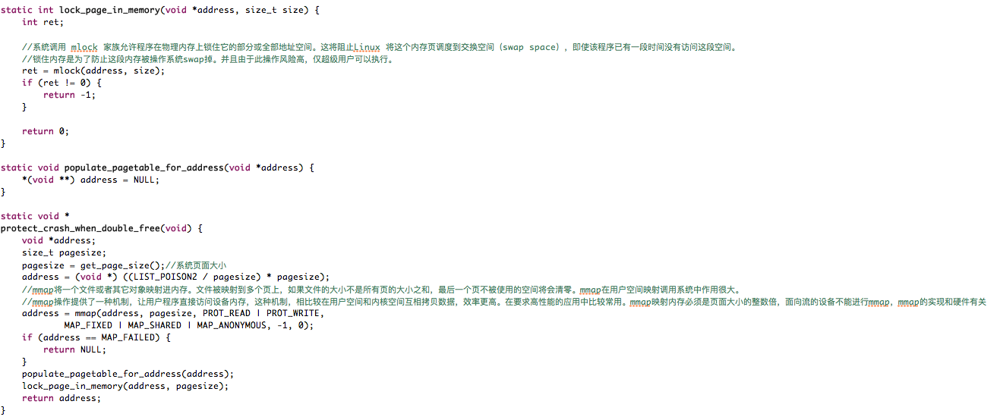 static int lock_page_in_memory(void *address, size_t size) {
    int ret;

    //系统调用 mlock 家族允许程序在物理内存上锁住它的部分或全部地址空间。这将阻止Linux 将这个内存页调度到交换空间（swap space），即使该程序已有一段时间没有访问这段空间。
    //锁住内存是为了防止这段内存被操作系统swap掉。并且由于此操作风险高，仅超级用户可以执行。
    ret = mlock(address, size);
    if (ret != 0) {
        return -1;
    }

    return 0;
}

static void populate_pagetable_for_address(void *address) {
    *(void **) address = NULL;
}

static void *
protect_crash_when_double_free(void) {
    void *address;
    size_t pagesize;
    pagesize = get_page_size();//系统页面大小
    address = (void *) ((LIST_POISON2 / pagesize) * pagesize);
    //mmap将一个文件或者其它对象映射进内存。文件被映射到多个页上，如果文件的大小不是所有页的大小之和，最后一个页不被使用的空间将会清零。mmap在用户空间映射调用系统中作用很大。
    //mmap操作提供了一种机制，让用户程序直接访问设备内存，这种机制，相比较在用户空间和内核空间互相拷贝数据，效率更高。在要求高性能的应用中比较常用。mmap映射内存必须是页面大小的整数倍，面向流的设备不能进行mmap，mmap的实现和硬件有关
    address = mmap(address, pagesize, PROT_READ | PROT_WRITE,
            MAP_FIXED | MAP_SHARED | MAP_ANONYMOUS, -1, 0);
    if (address == MAP_FAILED) {
        return NULL;
    }
    populate_pagetable_for_address(address);
    lock_page_in_memory(address, pagesize);
    return address;
}